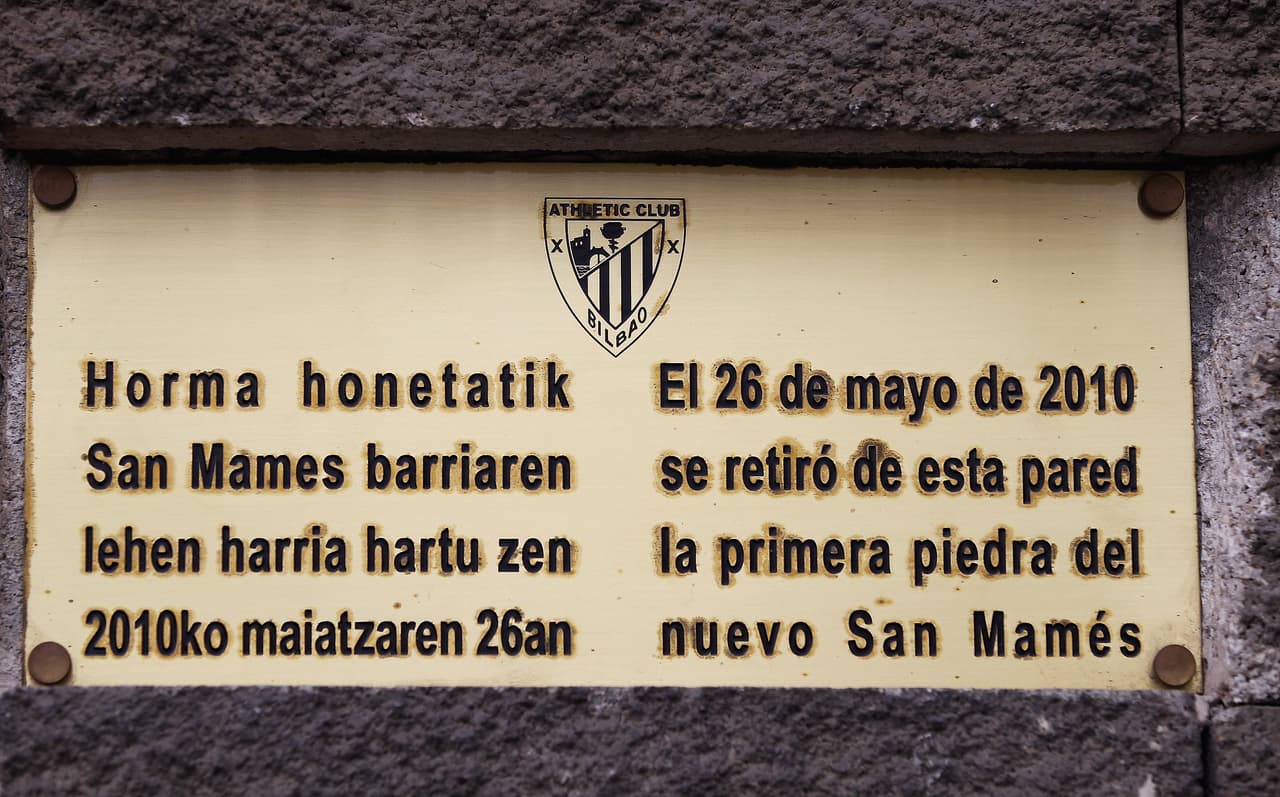 ATHLETIC CLUB
X X
BILBAO
Horma honetatik
San Mames barriaren
lehen harria hartu zen
2010ko maiatzaren 26an
El 26 de mayo de 2010
se retiró de esta pared
la primera piedra del
nuevo San Mamés